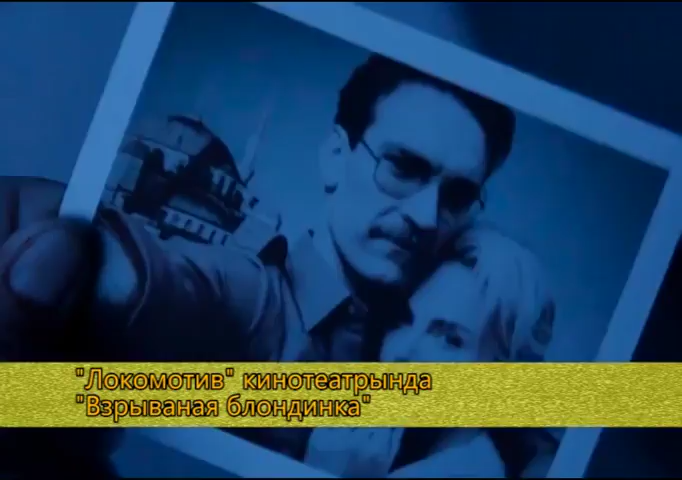 "Локомотив" кинотеатрында
"Взрываная блондинка"